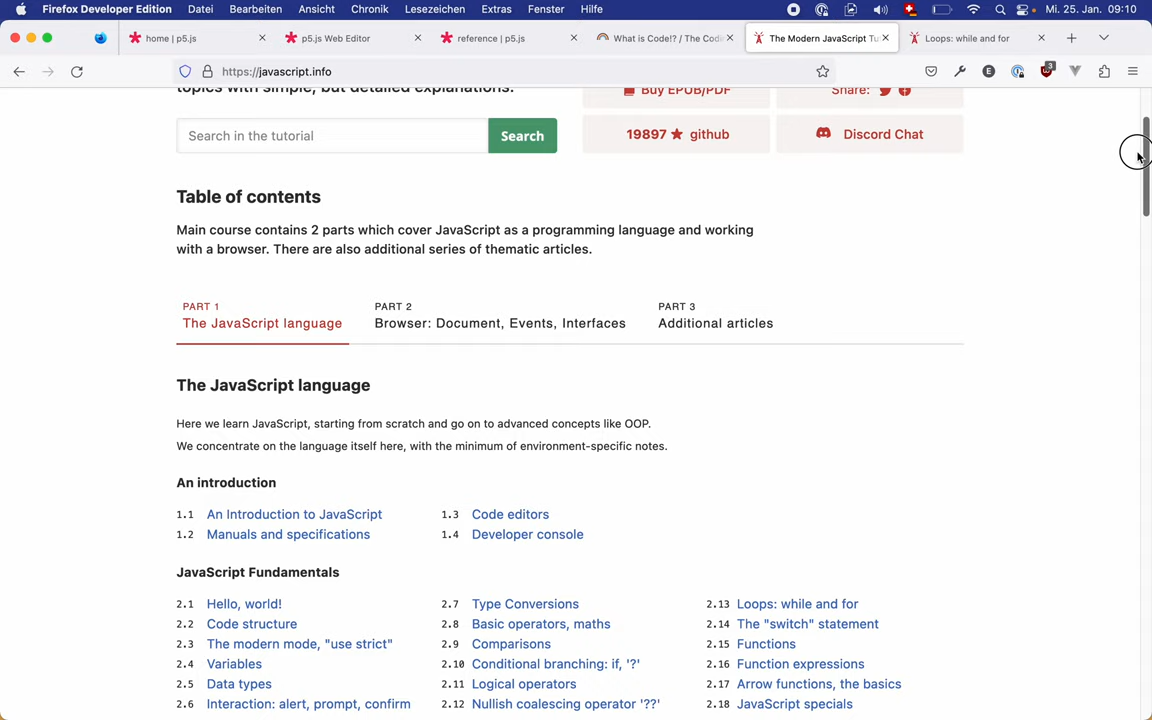 Firefox Developer Edition Datei Bearbeiten Ansicht Chronik Lesezeichen Extras Fenster Hilfe Mi. 25. Jan. 09:10
home | p5.js p5.js Web Editor reference | p5.js What is Code!? / The Codi The Modern JavaScript Tu Loops: while and for
https://javascript.info
3
topics with simple, but detailed explanations.
Buy EPUB/PDF Share:
Search in the tutorial Search
19897 ★ github Discord Chat
Table of contents
Main course contains 2 parts which cover JavaScript as a programming language and working
with a browser. There are also additional series of thematic articles.
PART 1 PART 2 PART 3
The JavaScript language Browser: Document, Events, Interfaces Additional articles
The JavaScript language
Here we learn JavaScript, starting from scratch and go on to advanced concepts like OOP.
We concentrate on the language itself here, with the minimum of environment-specific notes.
An introduction
1.1 An Introduction to JavaScript 1.3 Code editors
1.2 Manuals and specifications 1.4 Developer console
JavaScript Fundamentals
2.1 Hello, world! 2.7 Type Conversions 2.13 Loops: while and for
2.2 Code structure 2.8 Basic operators, maths 2.14 The "switch" statement
2.3 The modern mode, "use strict" 2.9 Comparisons 2.15 Functions
2.4 Variables 2.10 Conditional branching: if, '?' 2.16 Function expressions
2.5 Data types 2.11 Logical operators 2.17 Arrow functions, the basics
2.6 Interaction: alert, prompt, confirm 2.12 Nullish coalescing operator '??' 2.18 JavaScript specials